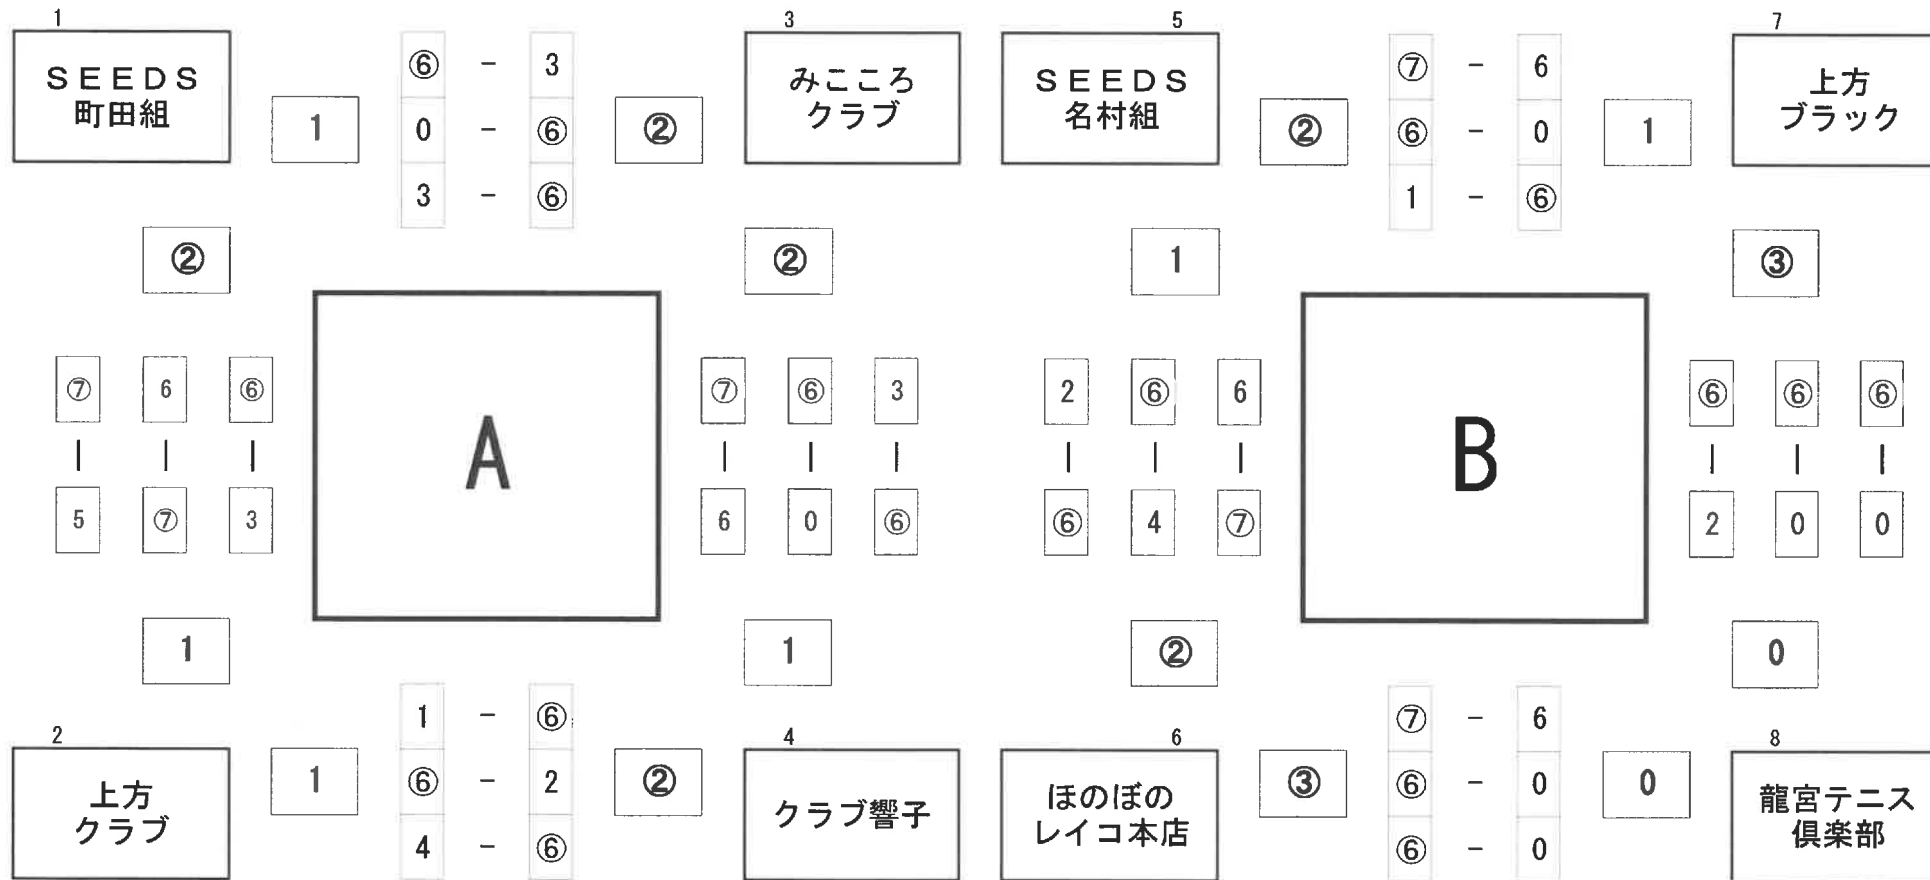 1
3
5
7
ＳＥＥＤＳ
町田組
⑥ - 3
みこころ
クラブ
ＳＥＥＤＳ
名村組
⑦ - 6
上方
ブラック
1
0 - ⑥
②
②
⑥ - 0
1
3 - ⑥
1 - ⑥
②
②
1
③
A
B
⑦ 6 ⑥
⑦ ⑥ 3
2 ⑥ 6
⑥ ⑥ ⑥
| | |
| | |
| | |
| | |
5 ⑦ 3
6 0 ⑥
⑥ 4 ⑦
2 0 0
1
1
②
0
1 - ⑥
⑦ - 6
2
4
6
8
上方
クラブ
1
⑥ - 2
②
クラブ響子
ほのぼの
レイコ本店
③
⑥ - 0
0
龍宮テニス
倶楽部
4 - ⑥
⑥ - 0